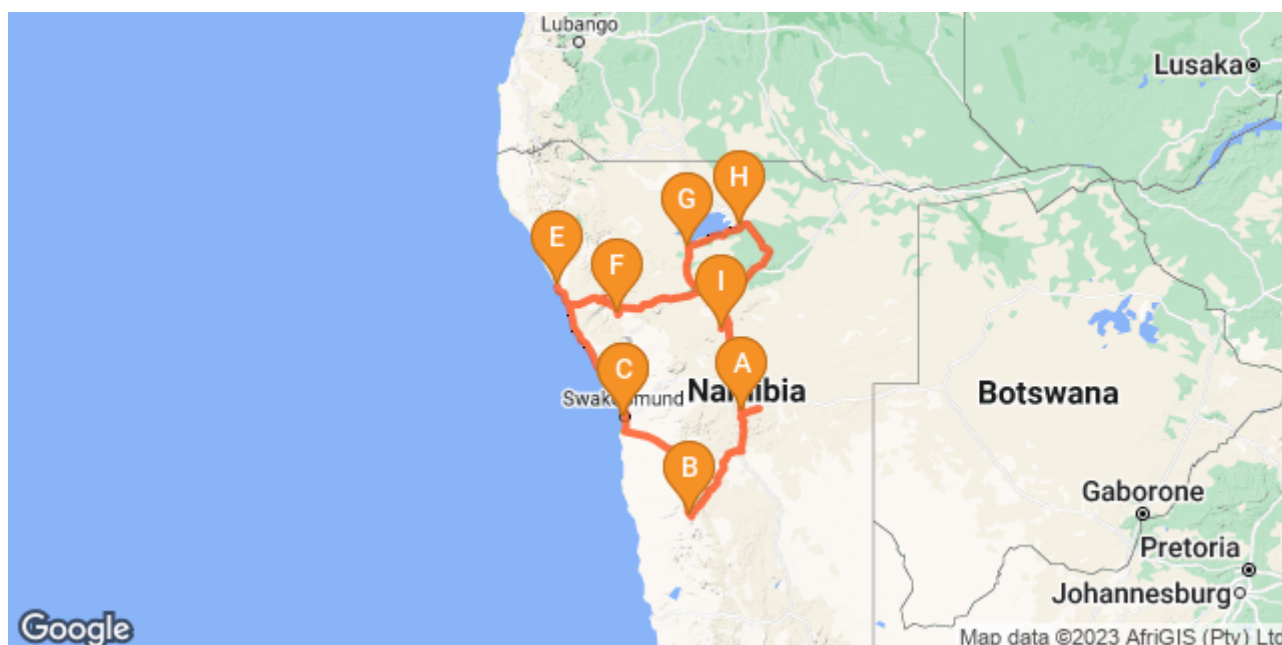 Lubango
Lusaka
H
G
E
F
I
A
C
Swakopmund
Namibia
Botswana
B
Gaborone
Pretoria
Johannesburg
Google
Map data ©2023 AfriGIS (Pty) Ltd